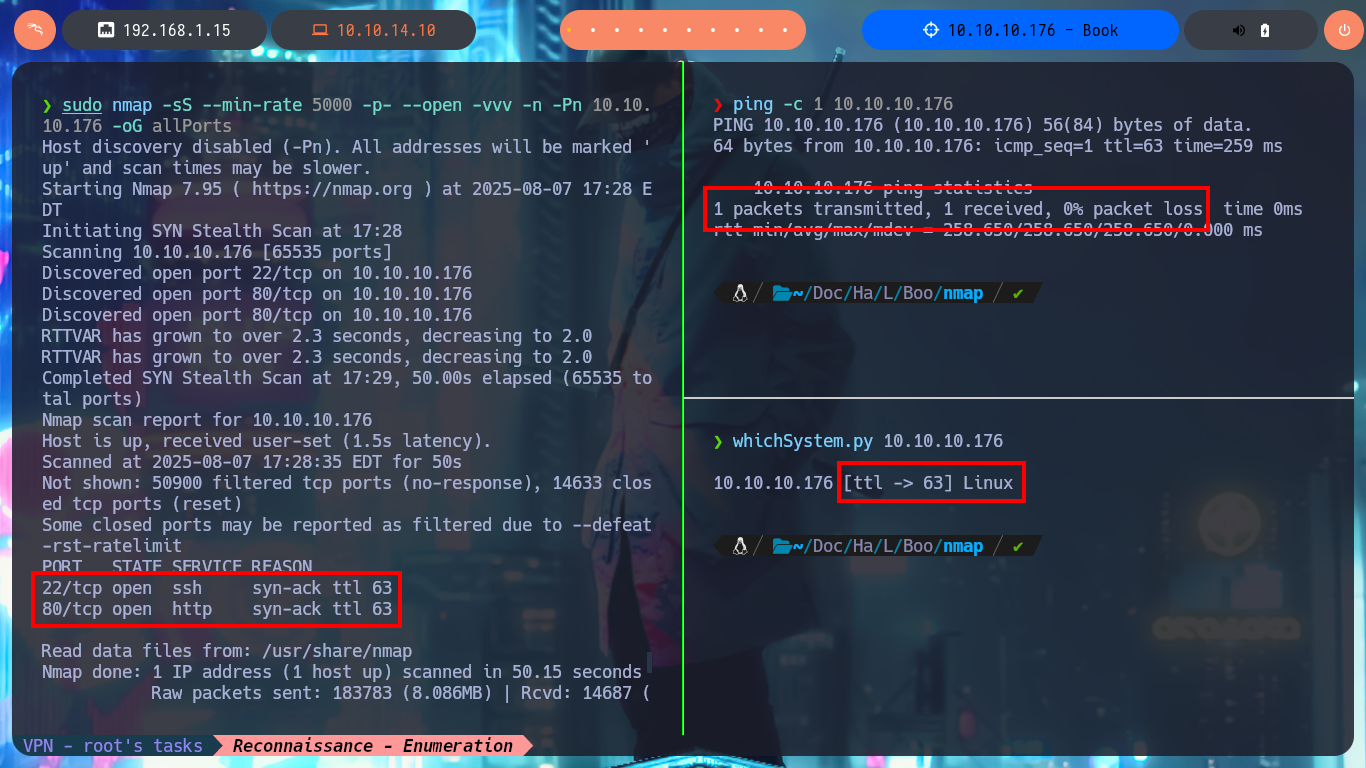 192.168.1.15
10.10.14.10
10.10.10.176 - Book
❯ sudo nmap -sS --min-rate 5000 -p- --open -vvv -n -Pn 10.10.
10.176 -oG allPorts
Host discovery disabled (-Pn). All addresses will be marked '
up' and scan times may be slower.
Starting Nmap 7.95 ( https://nmap.org ) at 2025-08-07 17:28 E
DT
Initiating SYN Stealth Scan at 17:28
Scanning 10.10.10.176 [65535 ports]
Discovered open port 22/tcp on 10.10.10.176
Discovered open port 80/tcp on 10.10.10.176
Discovered open port 80/tcp on 10.10.10.176
RTTVAR has grown to over 2.3 seconds, decreasing to 2.0
RTTVAR has grown to over 2.3 seconds, decreasing to 2.0
Completed SYN Stealth Scan at 17:29, 50.00s elapsed (65535 to
tal ports)
Nmap scan report for 10.10.10.176
Host is up, received user-set (1.5s latency).
Scanned at 2025-08-07 17:28:35 EDT for 50s
Not shown: 50900 filtered tcp ports (no-response), 14633 clos
ed tcp ports (reset)
Some closed ports may be reported as filtered due to --defeat
-rst-ratelimit
PORT   STATE SERVICE REASON
22/tcp open  ssh     syn-ack ttl 63
80/tcp open  http    syn-ack ttl 63
Read data files from: /usr/share/nmap
Nmap done: 1 IP address (1 host up) scanned in 50.15 seconds
Raw packets sent: 183783 (8.086MB) | Rcvd: 14687 (
❯ ping -c 1 10.10.10.176
PING 10.10.10.176 (10.10.10.176) 56(84) bytes of data.
64 bytes from 10.10.10.176: icmp_seq=1 ttl=63 time=259 ms
10.10.10.176 ping statistics
1 packets transmitted, 1 received, 0% packet loss, time 0ms
rtt min/avg/max/mdev = 258.650/258.650/258.650/0.000 ms
~/Doc/Ha/L/Boo/nmap / ✔
❯ whichSystem.py 10.10.10.176
10.10.10.176 [ttl -> 63] Linux
~/Doc/Ha/L/Boo/nmap / ✔
VPN - root's tasks
Reconnaissance - Enumeration